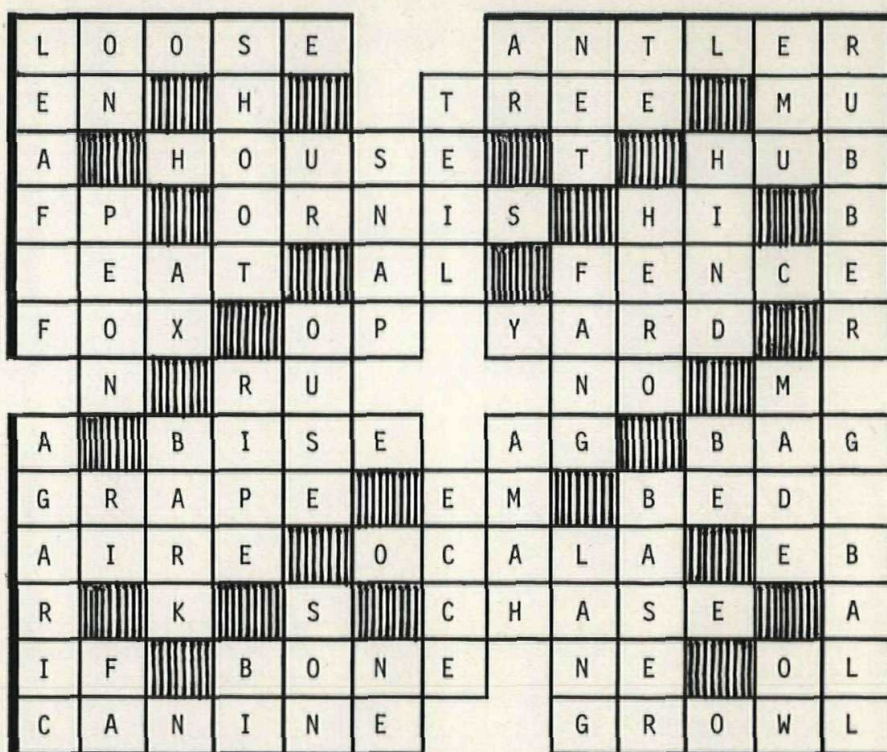 L O O S E A N T L E R
E N H T R E E M U
A H O U S E T H U B
F P O R N I S H I B
E A T A L F E N C E
F O X O P Y A R D R
N R U N O M
A B I S E A G B A G
G R A P E E M B E D
A I R E O C A L A E B
R K S C H A S E A
I F B O N E N E O L
C A N I N E G R O W L